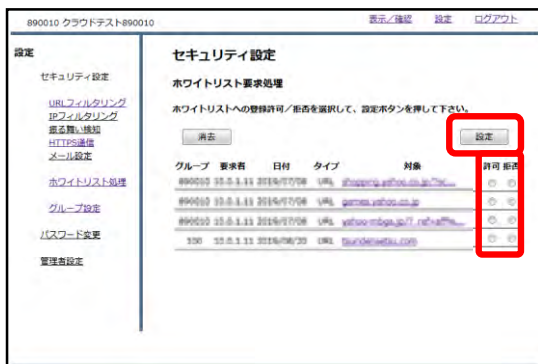 890010 クラウドテスト890010 表示/確認 設定 ログアウト
設定
セキュリティ設定
URLフィルタリング
IPフィルタリング
振る舞い検知
HTTPS通信
メール設定
ホワイトリスト処理
グループ設定
パスワード変更
管理者設定
セキュリティ設定
ホワイトリスト要求処理
ホワイトリストへの登録許可/拒否を選択して、設定ボタンを押して下さい。
消去 設定
グループ 要求者 日付 タイプ 対象 許可 拒否
890010 10.0.1.11 2016/07/08 URL shopping.yahoo.co.jp/?sc...
890010 10.0.1.11 2016/07/08 URL games.yahoo.co.jp
890010 10.0.1.11 2016/07/08 URL
100 10.0.1.11 URL